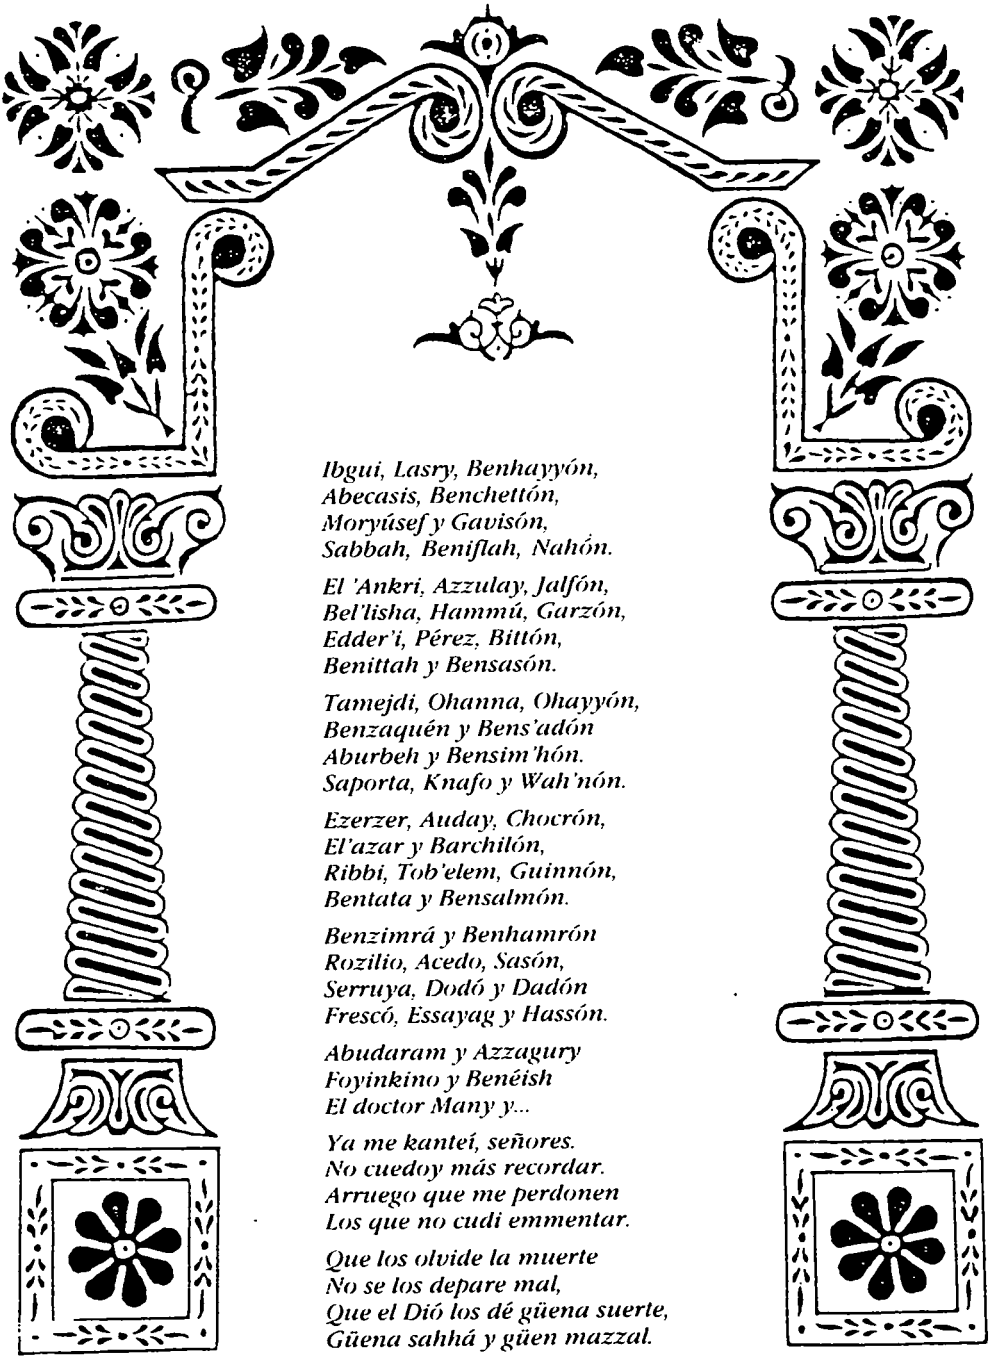 Ibgui, Lasry, Benhayyón,
Abecasis, Benchettón,
Moryúsef y Gavisón,
Sabbah, Beniflah, Nahón.
El 'Ankri, Azzulay, Jalfón,
Bel'lisha, Hammú, Garzón,
Edder'i, Pérez, Bittón,
Benittah y Bensasón.
Tamejdi, Ohanna, Ohayyón,
Benzaquén y Bens'adón
Aburbeh y Bensim'hón.
Saporta, Knafo y Wah'nón.
Ezerzer, Auday, Chocrón,
El'azar y Barchilón,
Ribbi, Tob'elem, Guinnón,
Bentata y Bensalmón.
Benzimrá y Benhamrón
Rozilio, Acedo, Sasón,
Serruya, Dodó y Dadón
Frescó, Essayag y Hassón.
Abudaram y Azzagury
Foyinkino y Benéish
El doctor Many y...
Ya me kanteí, señores.
No cuedoy más recordar.
Arruego que me perdonen
Los que no cudi emmentar.
Que los olvide la muerte
No se los depare mal,
Que el Dió los dé güena suerte,
Güena sahhá y güen mazzal.